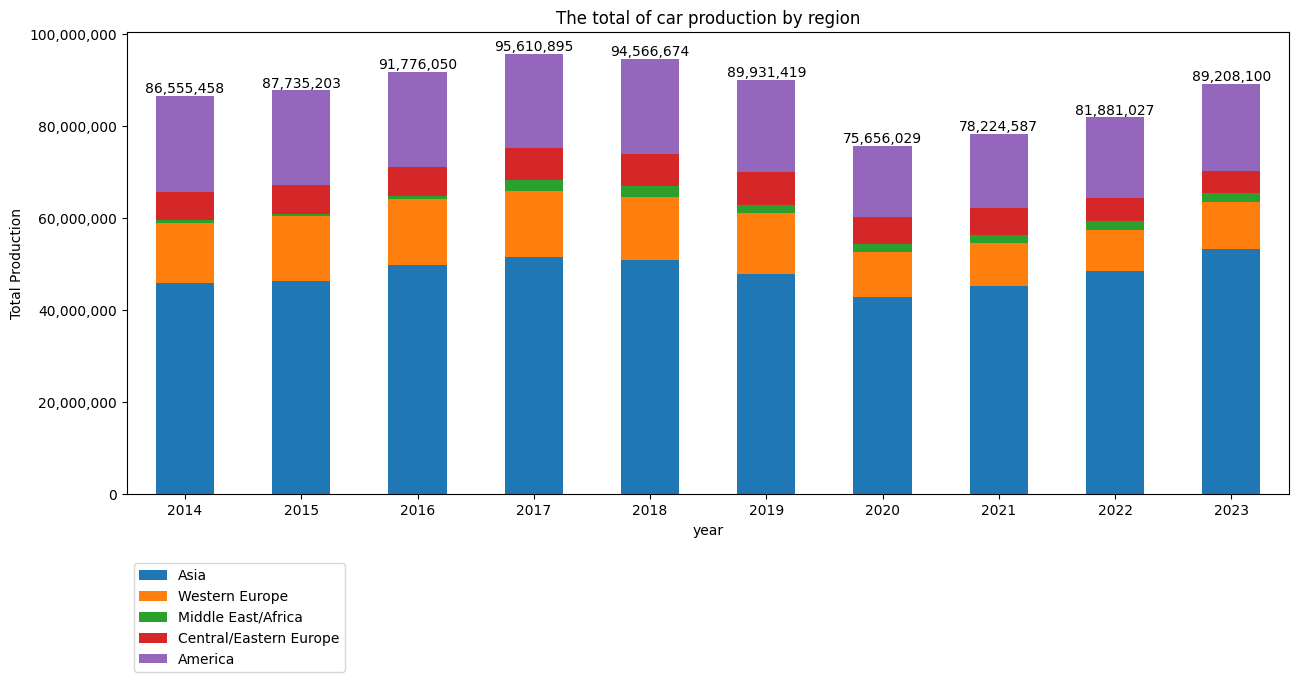 The total of car production by region
100,000,000
80,000,000
60,000,000
40,000,000
20,000,000
0
Total Production
86,555,458
87,735,203
91,776,050
95,610,895
94,566,674
89,931,419
75,656,029
78,224,587
81,881,027
89,208,100
2014 2015 2016 2017 2018 2019 2020 2021 2022 2023
year
Asia
Western Europe
Middle East/Africa
Central/Eastern Europe
America